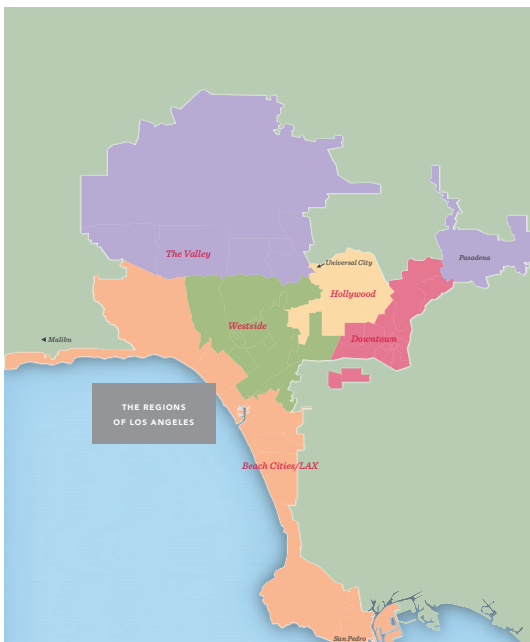 The Valley
Pasadena
Universal City
Hollywood
Westside
Downtown
Malibu
THE REGIONS
OF LOS ANGELES
Beach Cities/LAX
San Pedro